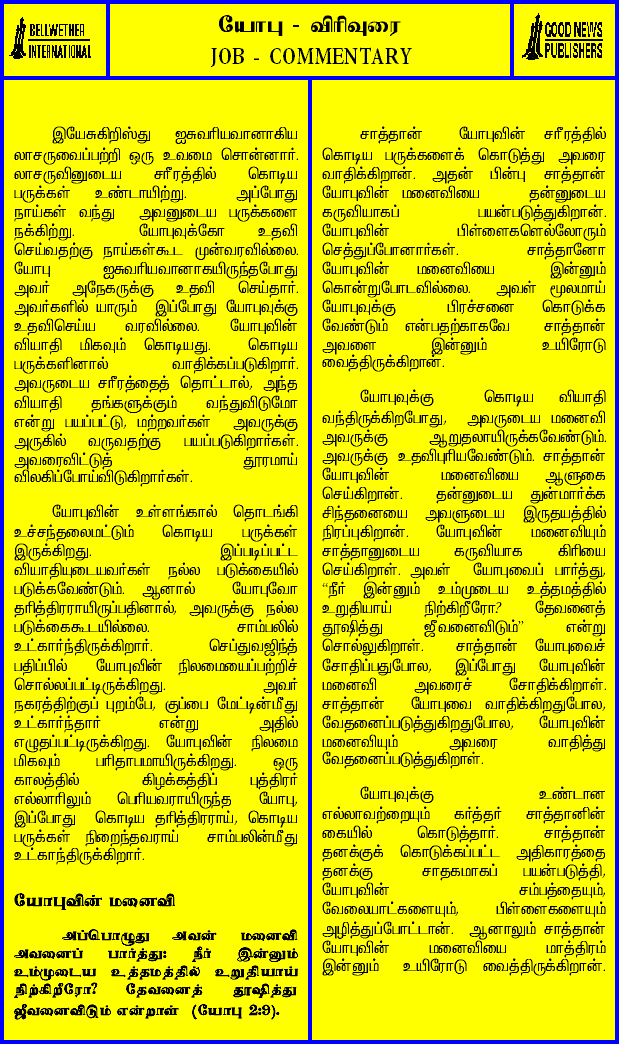 BELLWETHER
INTERNATIONAL
யோபு - விரிவுரை
JOB - COMMENTARY
GOOD NEWS
PUBLISHERS
இயேசுகிறிஸ்து ஐசுவரியவானாகிய
லாசருவைப்பற்றி ஒரு உவமை சொன்னார்.
லாசருவினுடைய சரீரத்தில் கொடிய
பருக்கள் உண்டாயிற்று. அப்போது
நாய்கள் வந்து அவனுடைய பருக்களை
நக்கிற்று. யோபுவுக்கோ உதவி
செய்வதற்கு நாய்கள்கூட முன்வரவில்லை.
யோபு ஐசுவரியவானாகயிருந்தபோது
அவர் அநேகருக்கு உதவி செய்தார்.
அவர்களில் யாரும் இப்போது யோபுவுக்கு
உதவிசெய்ய வரவில்லை. யோபுவின்
வியாதி மிகவும் கொடியது. கொடிய
பருக்களினால் வாதிக்கப்படுகிறார்.
அவருடைய சரீரத்தைத் தொட்டால், அந்த
வியாதி தங்களுக்கும் வந்துவிடுமோ
என்று பயப்பட்டு, மற்றவர்கள் அவருக்கு
அருகில் வருவதற்கு பயப்படுகிறார்கள்.
அவரைவிட்டுத் தூரமாய்
விலகிப்போய்விடுகிறார்கள்.
யோபுவின் உள்ளங்கால் தொடங்கி
உச்சந்தலைமட்டும் கொடிய பருக்கள்
இருக்கிறது. இப்படிப்பட்ட
வியாதியுடையவர்கள் நல்ல படுக்கையில்
படுக்கவேண்டும். ஆனால் யோபுவோ
தரித்திரராயிருப்பதினால், அவருக்கு நல்ல
படுக்கைகூடயில்லை. சாம்பலில்
உட்கார்ந்திருக்கிறார். செப்துவஜிந்த்
பதிப்பில் யோபுவின் நிலமையைப்பற்றிச்
சொல்லப்பட்டிருக்கிறது. அவர்
நகரத்திற்குப் புறம்பே, குப்பை மேட்டின்மீது
உட்கார்ந்தார் என்று அதில்
எழுதப்பட்டிருக்கிறது. யோபுவின் நிலமை
மிகவும் பரிதாபமாயிருக்கிறது. ஒரு
காலத்தில் கிழக்கத்திப் புத்திரர்
எல்லாரிலும் பெரியவராயிருந்த யோபு,
இப்போது கொடிய தரித்திரராய், கொடிய
பருக்கள் நிறைந்தவராய் சாம்பலின்மீது
உட்காந்திருக்கிறார்.
யோபுவின் மனைவி
அப்பொழுது அவன் மனைவி
அவனைப் பார்த்து: நீர் இன்னும்
உம்முடைய உத்தமத்தில் உறுதியாய்
நிற்கிறீரோ? தேவனைத் தூஷித்து
ஜீவனைவிடும் என்றாள் (யோபு 2:9).
சாத்தான் யோபுவின் சரீரத்தில்
கொடிய பருக்களைக் கொடுத்து அவரை
வாதிக்கிறான். அதன் பின்பு சாத்தான்
யோபுவின் மனைவியை தன்னுடைய
கருவியாகப் பயன்படுத்துகிறான்.
யோபுவின் பிள்ளைகளெல்லோரும்
செத்துப்போனார்கள். சாத்தானோ
யோபுவின் மனைவியை இன்னும்
கொன்றுபோடவில்லை. அவள் மூலமாய்
யோபுவுக்கு பிரச்சனை கொடுக்க
வேண்டும் என்பதற்காகவே சாத்தான்
அவளை இன்னும் உயிரோடு
வைத்திருக்கிறான்.
யோபுவுக்கு கொடிய வியாதி
வந்திருக்கிறபோது, அவருடைய மனைவி
அவருக்கு ஆறுதலாயிருக்கவேண்டும்.
அவருக்கு உதவிபுரியவேண்டும். சாத்தான்
யோபுவின் மனைவியை ஆளுகை
செய்கிறான். தன்னுடைய துன்மார்க்க
சிந்தனையை அவளுடைய இருதயத்தில்
நிரப்புகிறான். யோபுவின் மனைவியும்
சாத்தானுடைய கருவியாக கிரியை
செய்கிறாள். அவள் யோபுவைப் பார்த்து,
“நீர் இன்னும் உம்முடைய உத்தமத்தில்
உறுதியாய் நிற்கிறீரோ? தேவனைத்
தூஷித்து ஜீவனைவிடும்” என்று
சொல்லுகிறாள். சாத்தான் யோபுவைச்
சோதிப்பதுபோல, இப்போது யோபுவின்
மனைவி அவரைச் சோதிக்கிறாள்.
சாத்தான் யோபுவை வாதிக்கிறதுபோல,
வேதனைப்படுத்துகிறதுபோல, யோபுவின்
மனைவியும் அவரை வாதித்து
வேதனைப்படுத்துகிறாள்.
யோபுவுக்கு உண்டான
எல்லாவற்றையும் கர்த்தர் சாத்தானின்
கையில் கொடுத்தார். சாத்தான்
தனக்குக் கொடுக்கப்பட்ட அதிகாரத்தை
தனக்கு சாதகமாகப் பயன்படுத்தி,
யோபுவின் சம்பத்தையும்,
வேலையாட்களையும், பிள்ளைகளையும்
அழித்துப்போட்டான். ஆனாலும் சாத்தான்
யோபுவின் மனைவியை மாத்திரம்
இன்னும் உயிரோடு வைத்திருக்கிறான்.